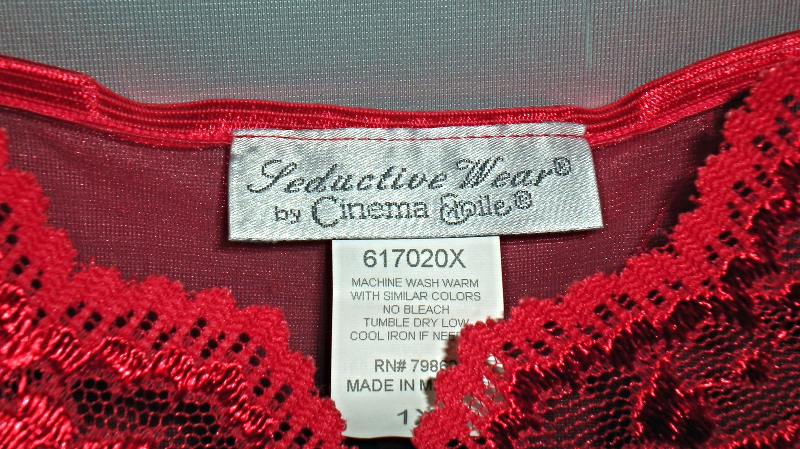 Seductive Wear®
by Cinema Etoile®
617020X
MACHINE WASH WARM
WITH SIMILAR COLORS
NO BLEACH
TUMBLE DRY LOW
COOL IRON IF
RN#
MADE IN